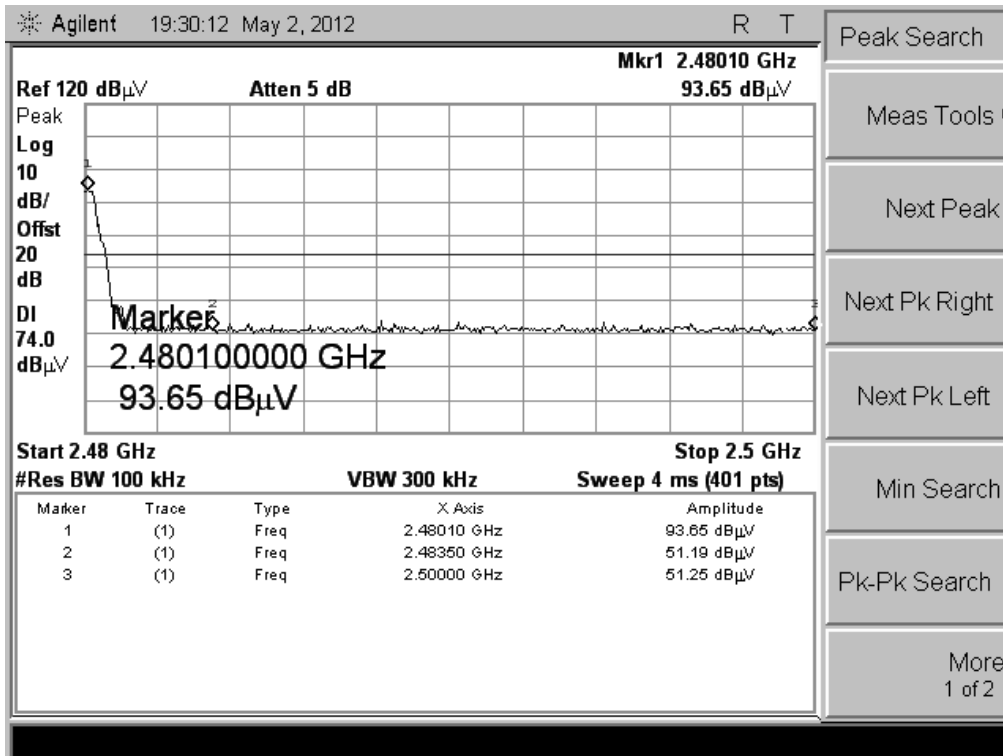 Agilent 19:30:12 May 2, 2012 R T
Mkr1 2.48010 GHz
Ref 120 dBμV Atten 5 dB 93.65 dBμV
Peak
Log
10
dB/
Offst
20
dB
DI
74.0
dBμV
1
2
3
Marker
2.480100000 GHz
93.65 dBμV
Start 2.48 GHz Stop 2.5 GHz
#Res BW 100 kHz VBW 300 kHz Sweep 4 ms (401 pts)
Marker Trace Type X Axis Amplitude
1 (1) Freq 2.48010 GHz 93.65 dBμV
2 (1) Freq 2.48350 GHz 51.19 dBμV
3 (1) Freq 2.50000 GHz 51.25 dBμV
Peak Search
Meas Tools
Next Peak
Next Pk Right
Next Pk Left
Min Search
Pk-Pk Search
More
1 of 2